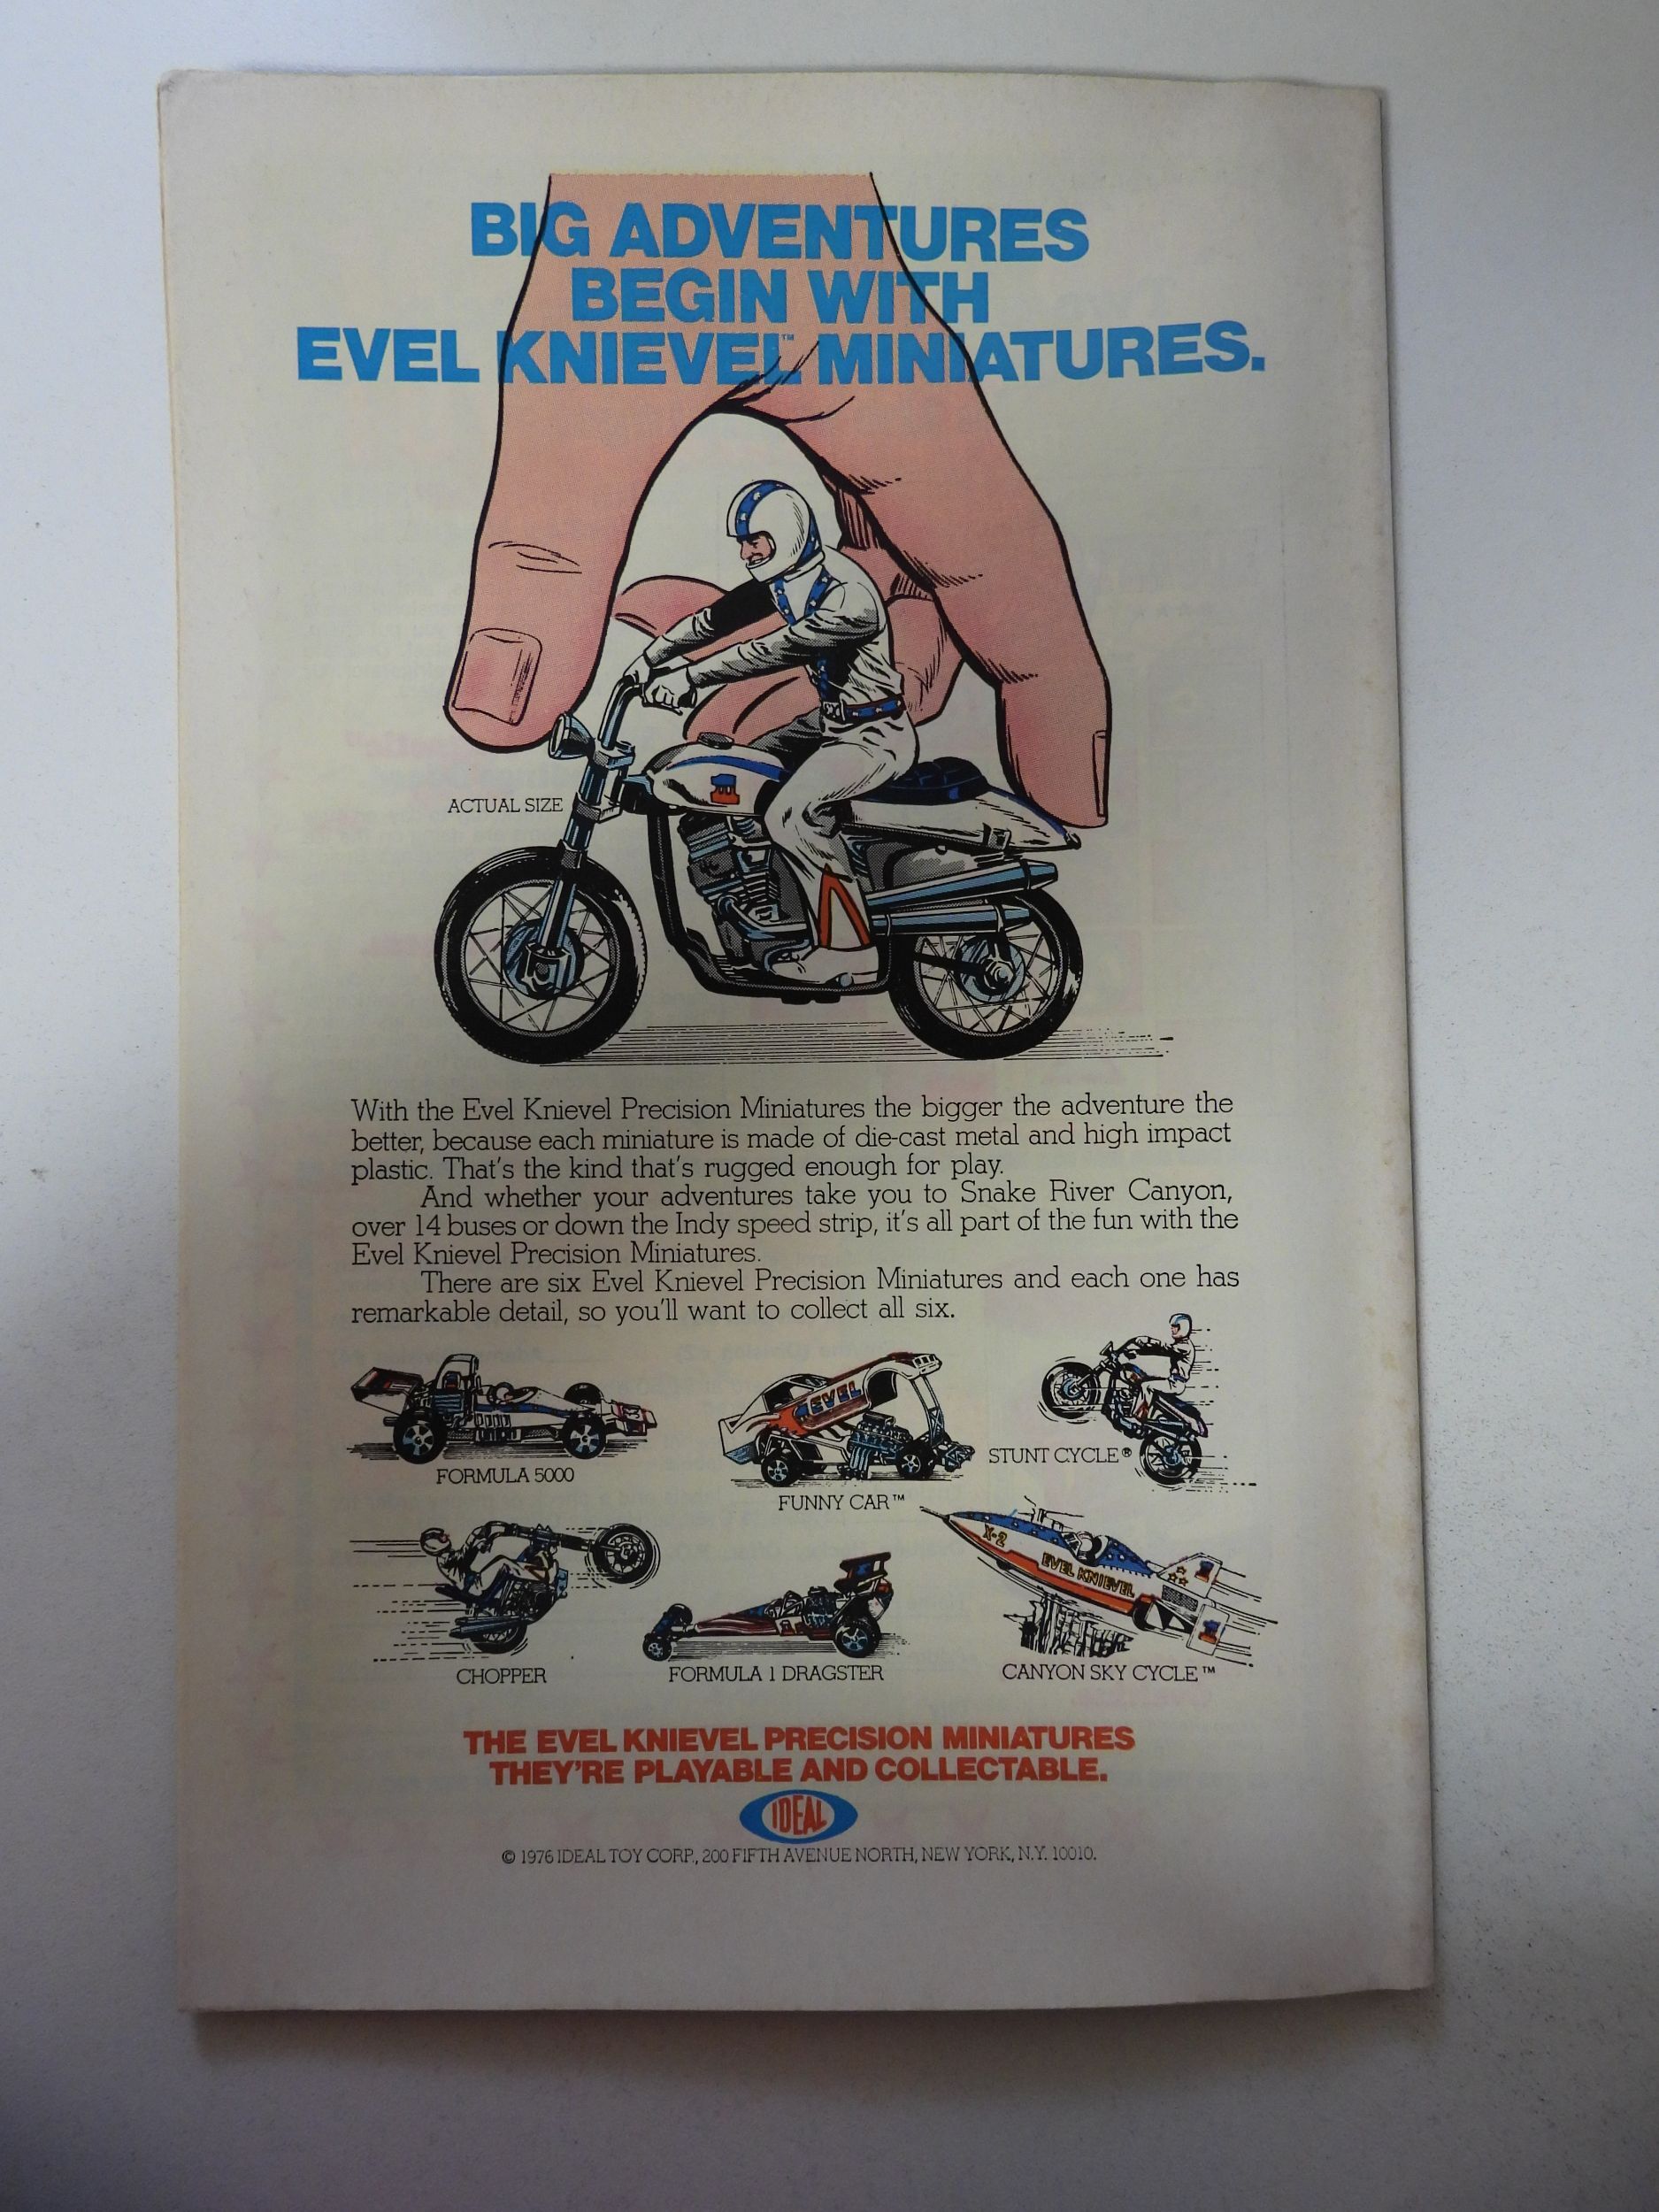 BIG ADVENTURES
BEGIN WITH
EVEL KNIEVEL™ MINIATURES.
ACTUAL SIZE
With the Evel Knievel Precision Miniatures the bigger the adventure the
better, because each miniature is made of die-cast metal and high impact
plastic. That's the kind that's rugged enough for play.
And whether your adventures take you to Snake River Canyon,
over 14 buses or down the Indy speed strip, it's all part of the fun with the
Evel Knievel Precision Miniatures.
There are six Evel Knievel Precision Miniatures and each one has
remarkable detail, so you'll want to collect all six.
EVEL
FORMULA 5000
FUNNY CAR™
STUNT CYCLE®
X-2
EVEL KNIEVEL
CHOPPER
FORMULA 1 DRAGSTER
CANYON SKY CYCLE™
THE EVEL KNIEVEL PRECISION MINIATURES
THEY'RE PLAYABLE AND COLLECTABLE.
IDEAL
© 1976 IDEAL TOY CORP., 200 FIFTH AVENUE NORTH, NEW YORK, N.Y. 10010.